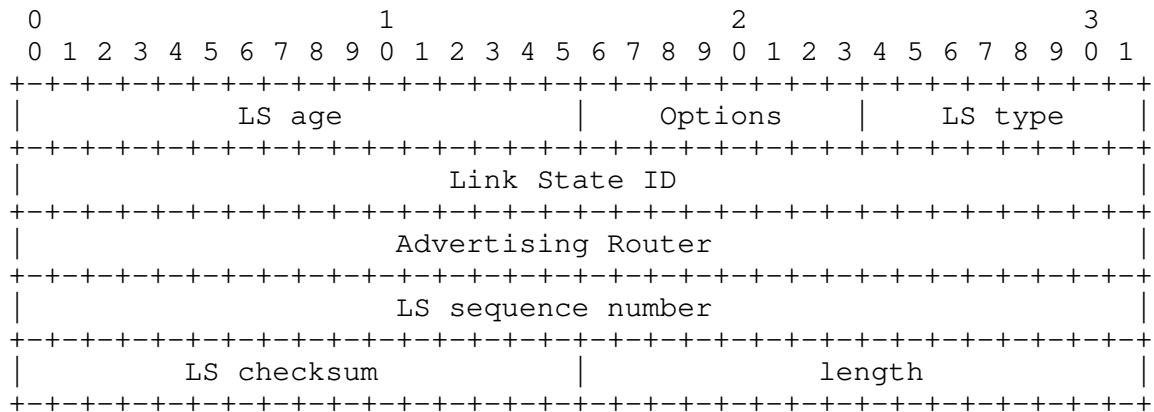 0                   1                   2                   3
0 1 2 3 4 5 6 7 8 9 0 1 2 3 4 5 6 7 8 9 0 1 2 3 4 5 6 7 8 9 0 1
+-+-+-+-+-+-+-+-+-+-+-+-+-+-+-+-+-+-+-+-+-+-+-+-+-+-+-+-+-+-+-+-+
|            LS age             |    Options    |    LS type    |
+-+-+-+-+-+-+-+-+-+-+-+-+-+-+-+-+-+-+-+-+-+-+-+-+-+-+-+-+-+-+-+-+
|                        Link State ID                          |
+-+-+-+-+-+-+-+-+-+-+-+-+-+-+-+-+-+-+-+-+-+-+-+-+-+-+-+-+-+-+-+-+
|                     Advertising Router                        |
+-+-+-+-+-+-+-+-+-+-+-+-+-+-+-+-+-+-+-+-+-+-+-+-+-+-+-+-+-+-+-+-+
|                     LS sequence number                        |
+-+-+-+-+-+-+-+-+-+-+-+-+-+-+-+-+-+-+-+-+-+-+-+-+-+-+-+-+-+-+-+-+
|         LS checksum           |             length            |
+-+-+-+-+-+-+-+-+-+-+-+-+-+-+-+-+-+-+-+-+-+-+-+-+-+-+-+-+-+-+-+-+